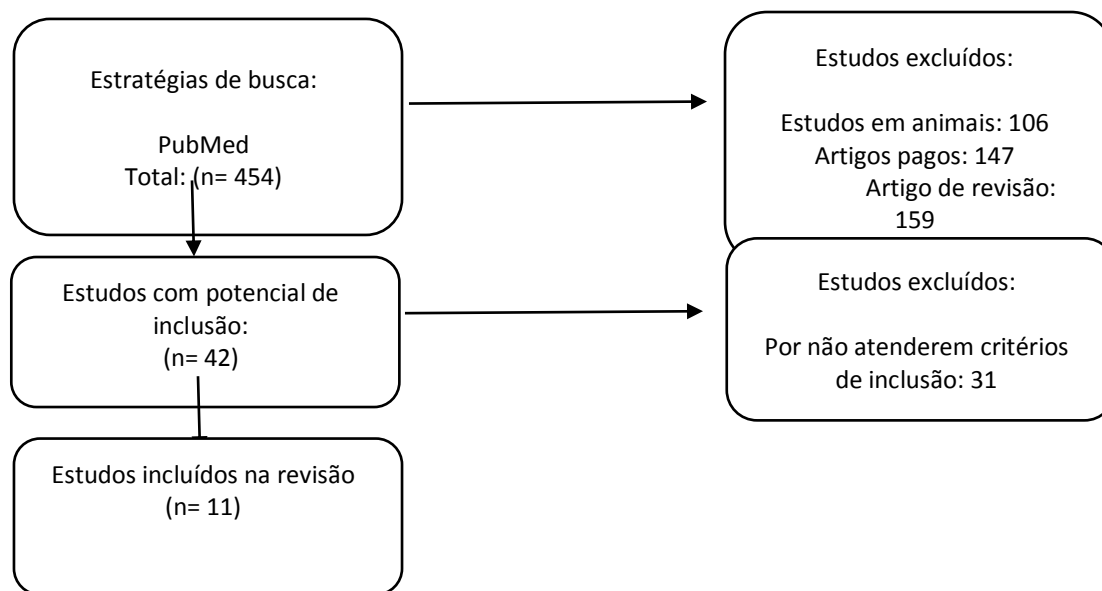 Estratégias de busca:
PubMed
Total: (n= 454)
Estudos excluídos:
Estudos em animais: 106
Artigos pagos: 147
Artigo de revisão:
159
Estudos com potencial de
inclusão:
(n= 42)
Estudos excluídos:
Por não atenderem critérios
de inclusão: 31
Estudos incluídos na revisão
(n= 11)